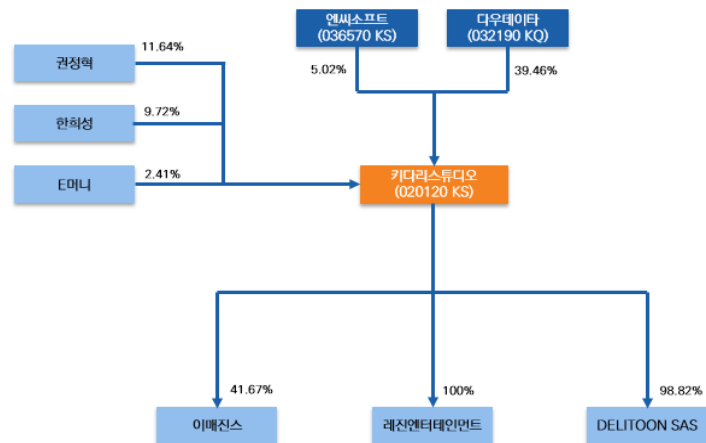 엔씨소프트
(036570 KS)
다우데이타
(032190 KQ)
11.64%
권정혁
5.02%
39.46%
9.72%
한희성
2.41%
E머니
키다리스튜디오
(020120 KS)
41.67%
100%
98.82%
이매진스
레진엔터테인먼트
DELITOON SAS